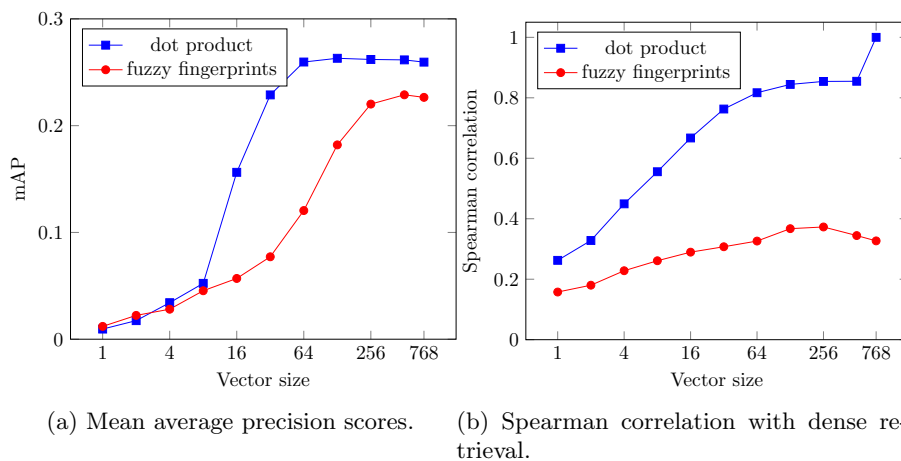 0.3
0.2
0.1
0
mAP
dot product
fuzzy fingerprints
1 4 16 64 256 768
Vector size
(a) Mean average precision scores.
1
0.8
0.6
0.4
0.2
0
Spearman correlation
dot product
fuzzy fingerprints
1 4 16 64 256 768
Vector size
(b) Spearman correlation with dense re-
trieval.